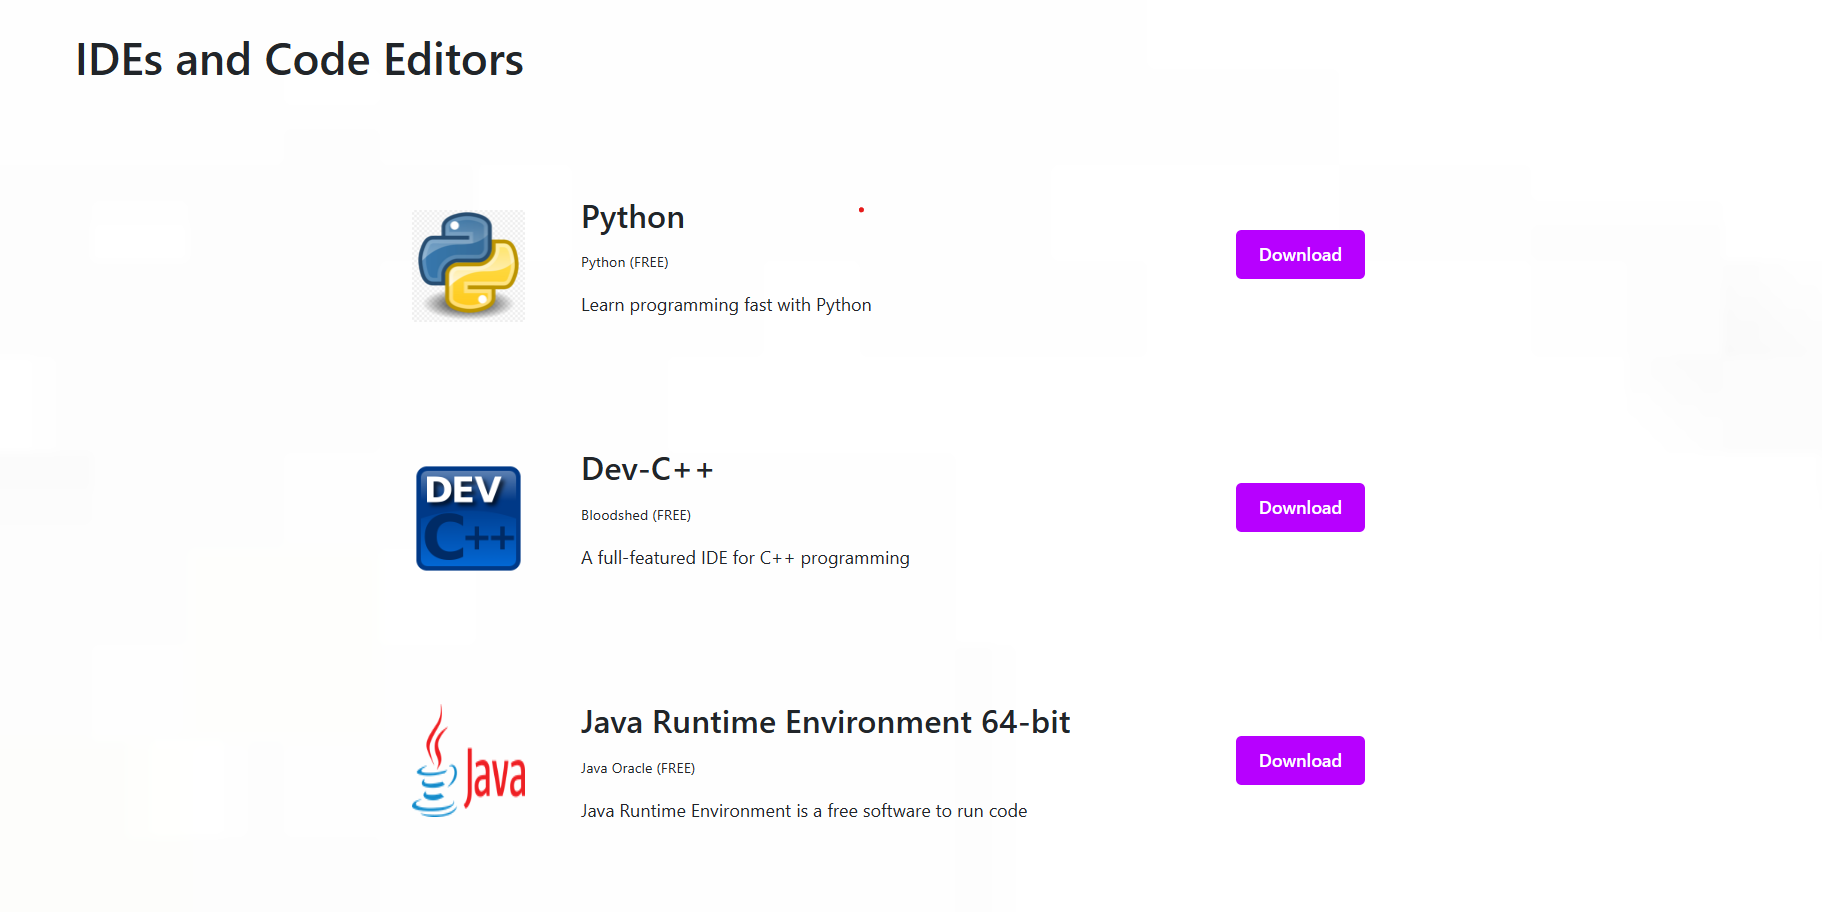 IDEs and Code Editors
Python
Python (FREE)
Learn programming fast with Python
Download
DEV
C++
Dev-C++
Bloodshed (FREE)
A full-featured IDE for C++ programming
Download
Java
Java Runtime Environment 64-bit
Java Oracle (FREE)
Java Runtime Environment is a free software to run code
Download